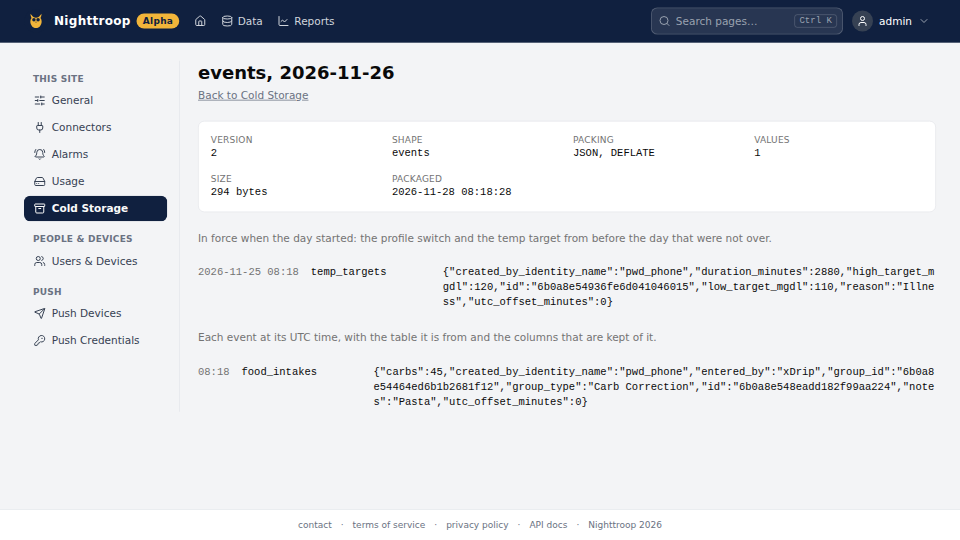 Nighttroop Alpha Data Reports Search pages... Ctrl K admin
THIS SITE
General
Connectors
Alarms
Usage
Cold Storage
PEOPLE & DEVICES
Users & Devices
PUSH
Push Devices
Push Credentials
events, 2026-11-26
Back to Cold Storage
VERSION SHAPE PACKING VALUES
2 events JSON, DEFLATE 1
SIZE PACKAGED
294 bytes 2026-11-28 08:18:28
In force when the day started: the profile switch and the temp target from before the day that were not over.
2026-11-25 08:18 temp_targets {"created_by_identity_name":"pwd_phone","duration_minutes":2880,"high_target_m
gdl":120,"id":"6b0a8e54936fe6d041046015","low_target_mgdl":110,"reason":"Illne
ss","utc_offset_minutes":0}
Each event at its UTC time, with the table it is from and the columns that are kept of it.
08:18 food_intakes {"carbs":45,"created_by_identity_name":"pwd_phone","entered_by":"xDrip","group_id":"6b0a8
e54464ed6b1b2681f12","group_type":"Carb Correction","id":"6b0a8e548eadd182f99aa224","note
s":"Pasta","utc_offset_minutes":0}
contact · terms of service · privacy policy · API docs · Nighttroop 2026